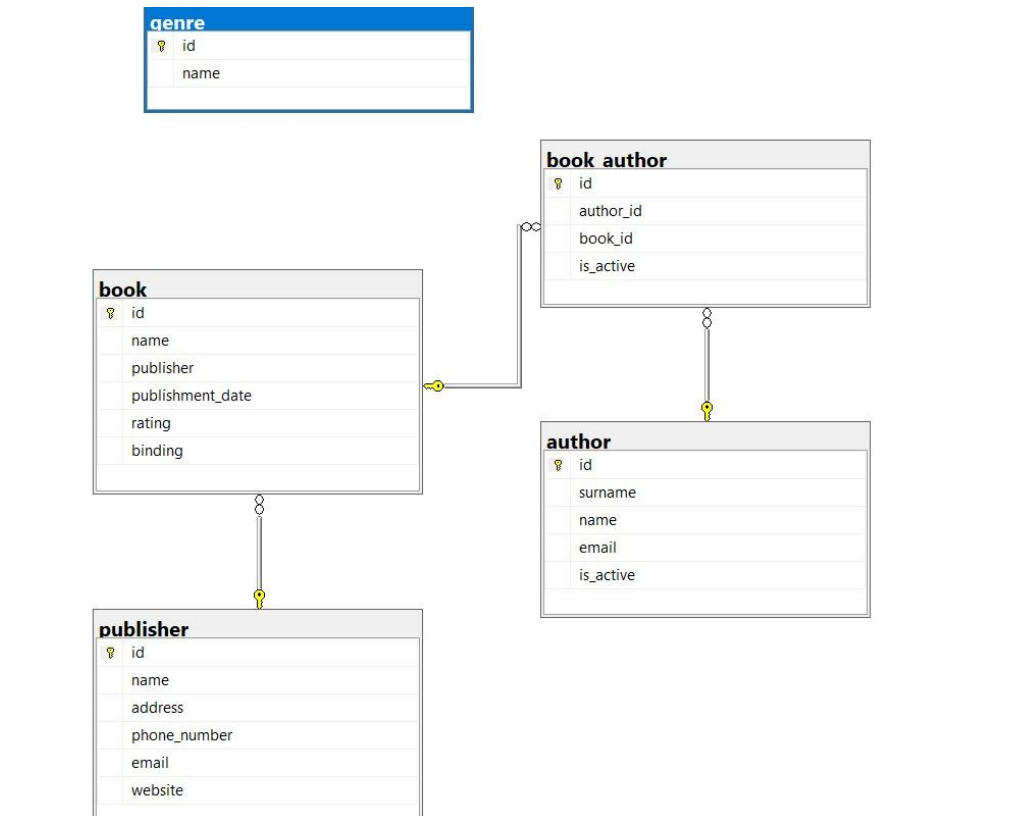 genre
id
name
book_author
id
author_id
book_id
is_active
book
id
name
publisher
publishment_date
rating
binding
author
id
surname
name
email
is_active
publisher
id
name
address
phone_number
email
website